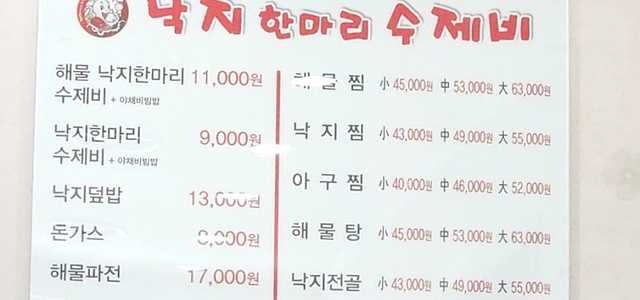 낙지 한마리 수제비
해물 낙지한마리 11,000원
수제비 + 야채비빔밥
낙지한마리 9,000원
수제비 + 야채비빔밥
낙지덮밥 13,000원
돈가스
해물파전 17,000원
해물찜 小 45,000원 中 53,000원 大 63,000원
낙지찜 小 43,000원 中 49,000원 大 55,000원
아구찜 小 40,000원 中 46,000원 大 52,000원
해물탕 小 45,000원 中 53,000원 大 63,000원
낙지전골 小 43,000원 中 49,000원 大 55,000원